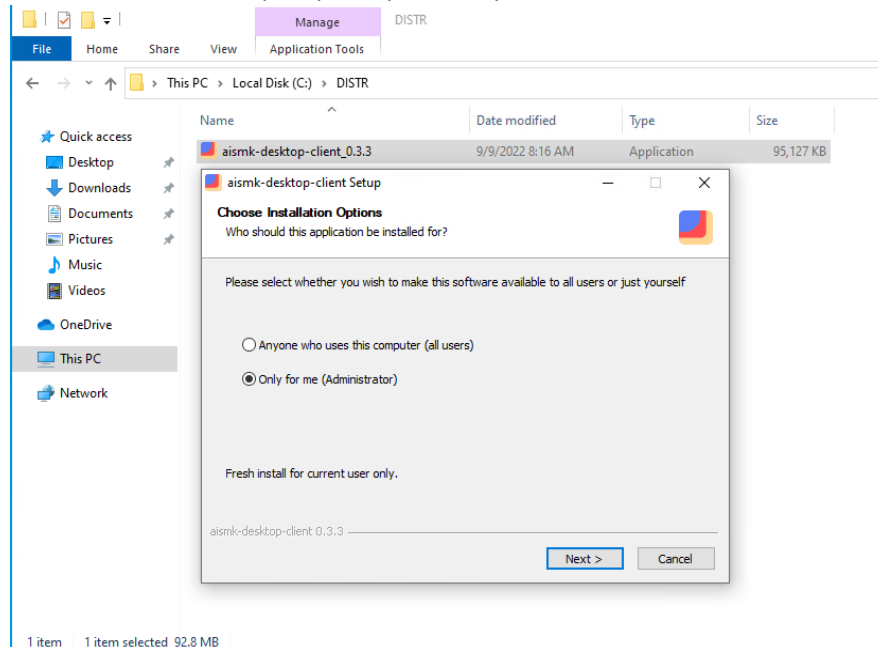 Manage DISTR
File Home Share View Application Tools
This PC > Local Disk (C:) > DISTR
Name Date modified Type Size
Quick access
aismk-desktop-client_0.3.3 9/9/2022 8:16 AM Application 95,127 KB
Desktop
Downloads
Documents
Pictures
Music
Videos
OneDrive
This PC
Network
aismk-desktop-client Setup
Choose Installation Options
Who should this application be installed for?
Please select whether you wish to make this software available to all users or just yourself
Anyone who uses this computer (all users)
Only for me (Administrator)
Fresh install for current user only.
aismk-desktop-client 0.3.3
Next > Cancel
1 item 1 item selected 92.8 MB